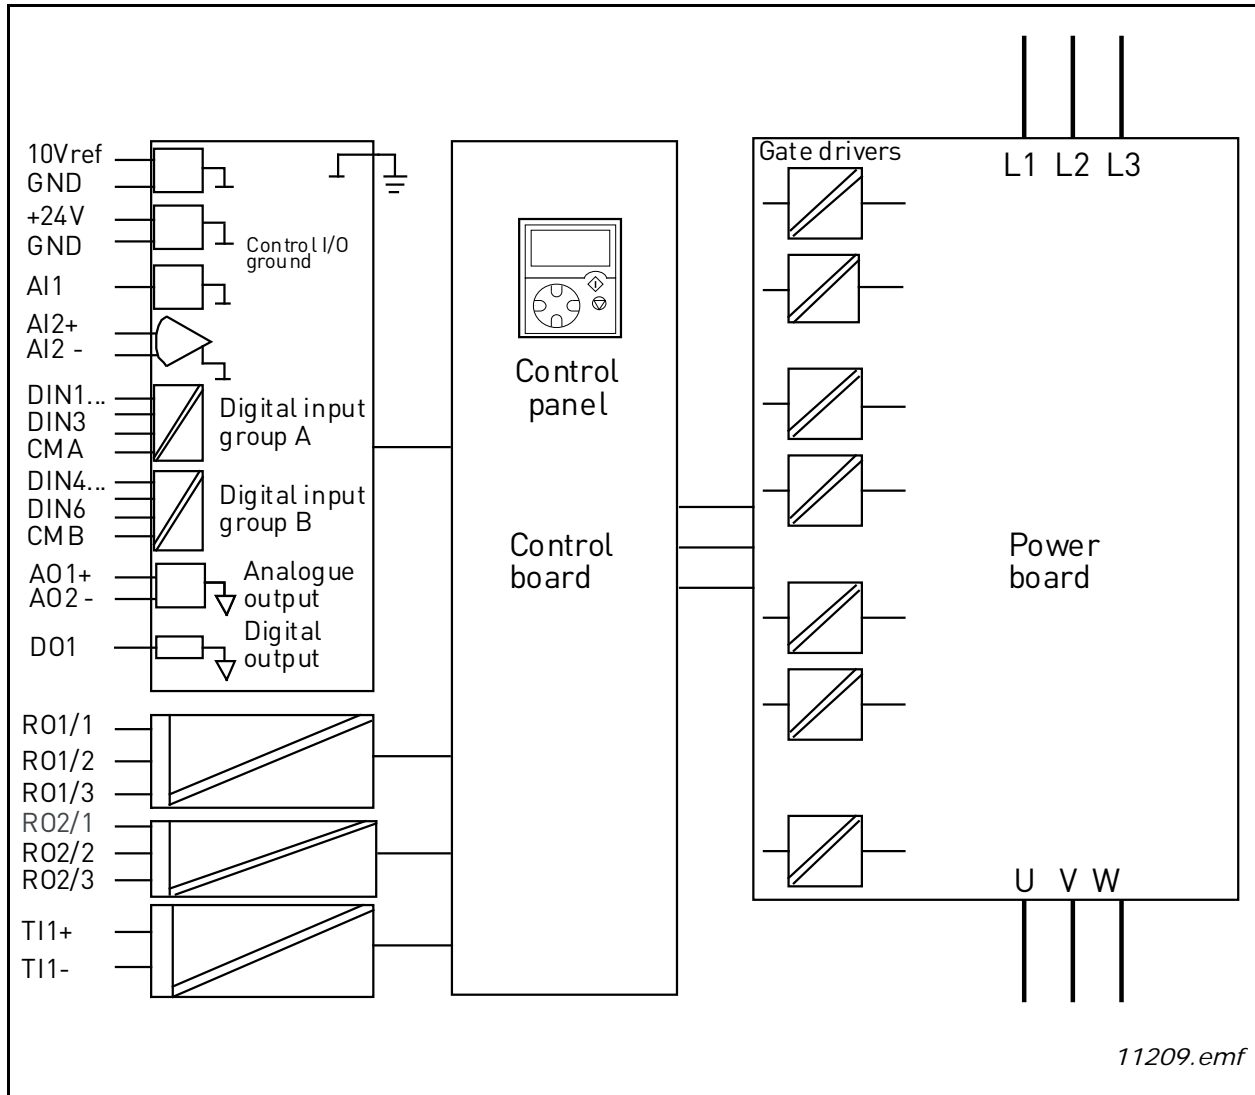 10Vref
GND
+24V
GND
Control I/O
ground
AI1
AI2+
AI2 -
DIN1...
DIN3
CMA
Digital input
group A
DIN4...
DIN6
CMB
Digital input
group B
AO1+
AO2 -
Analogue
output
DO1
Digital
output
RO1/1
RO1/2
RO1/3
RO2/1
RO2/2
RO2/3
TI1+
TI1-
Control
panel
Control
board
Gate drivers
L1 L2 L3
Power
board
U V W
11209.emf